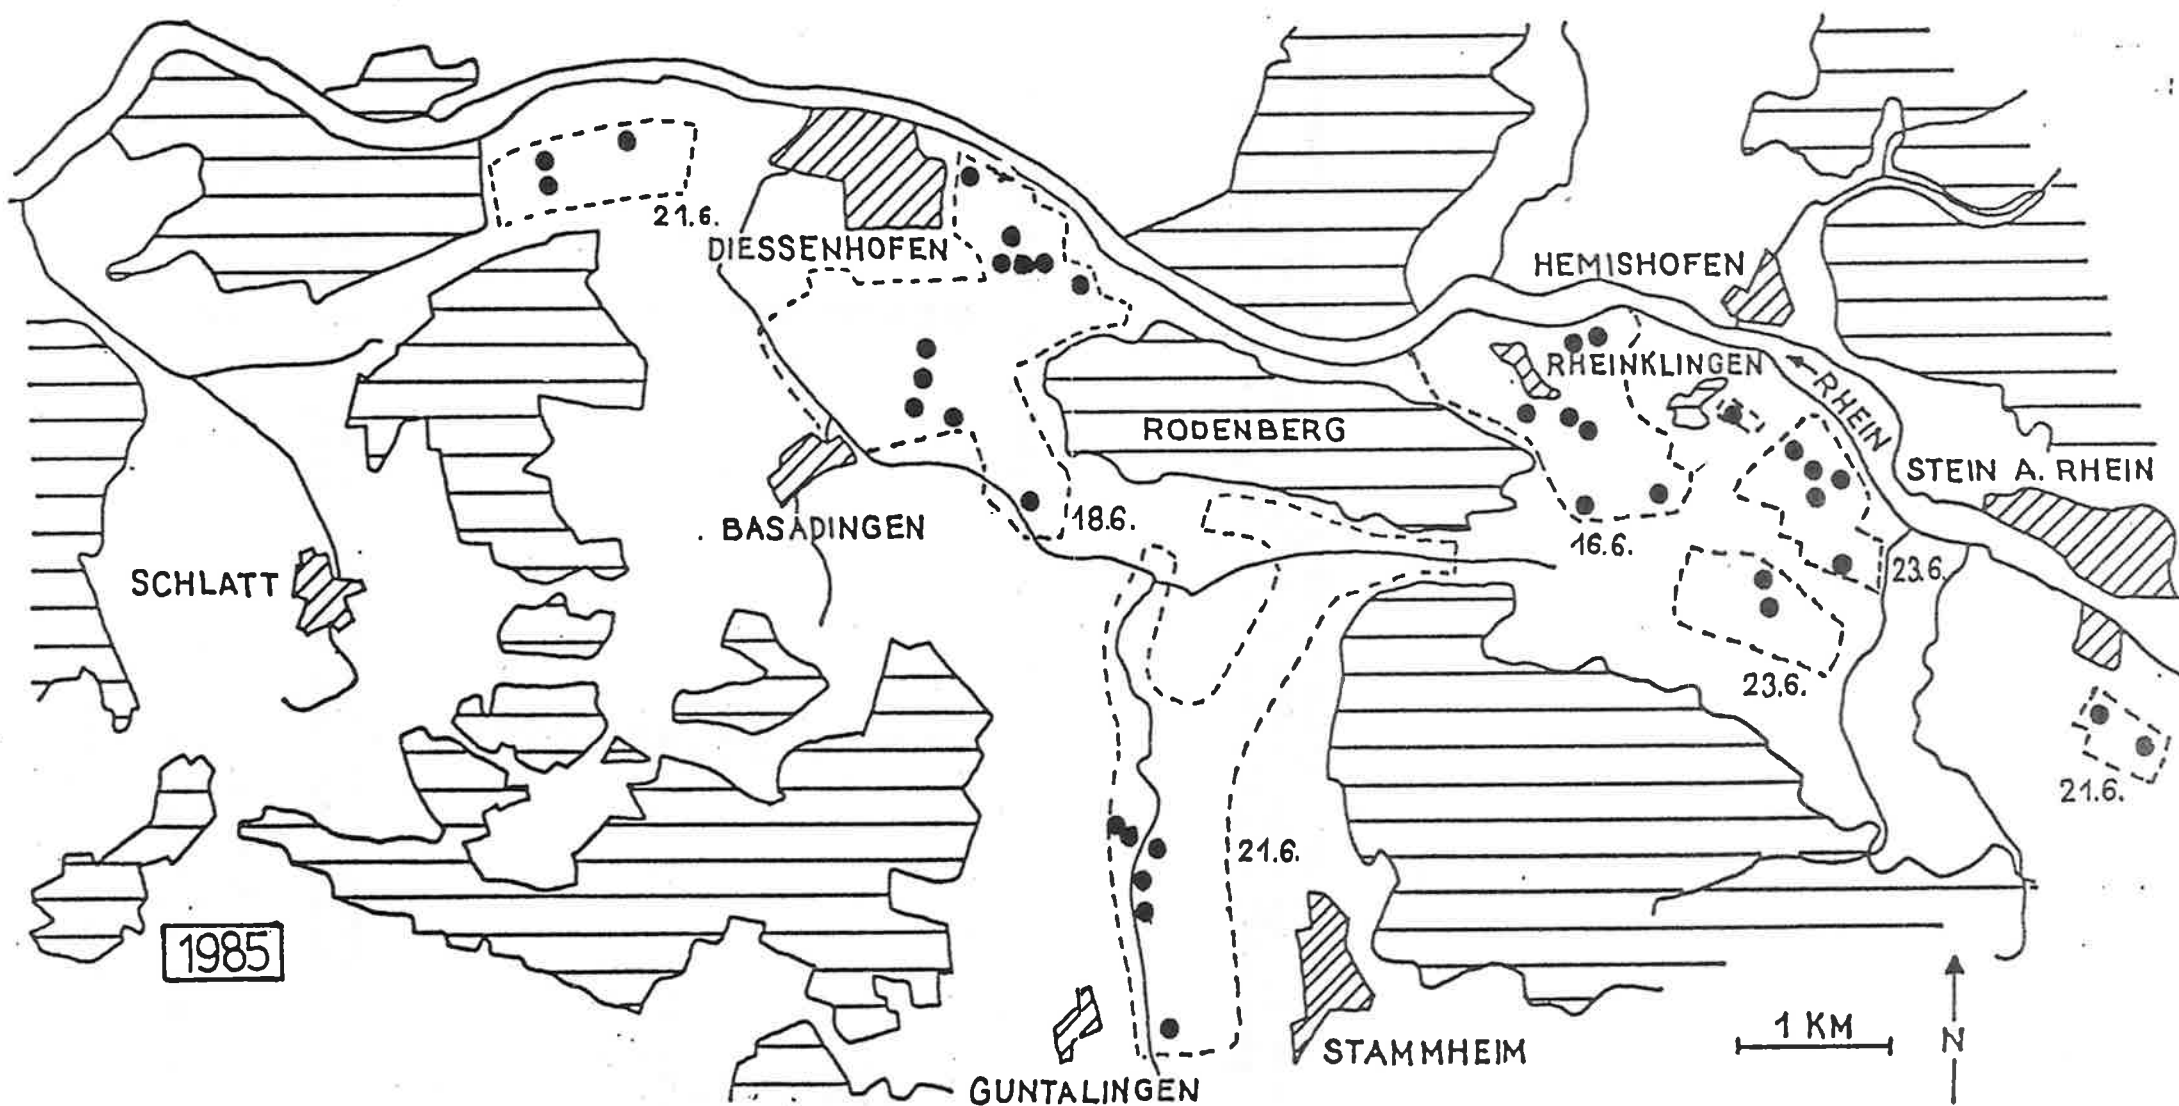 21.6.
DIESSENHOFEN
HEMISHOFEN
RHEINKLINGEN
RHEIN
RODENBERG
STEIN A. RHEIN
BASADINGEN
18.6.
16.6.
SCHLATT
23.6.
23.6.
21.6.
21.6.
1985
1 KM
N
STAMMHEIM
GUNTALINGEN